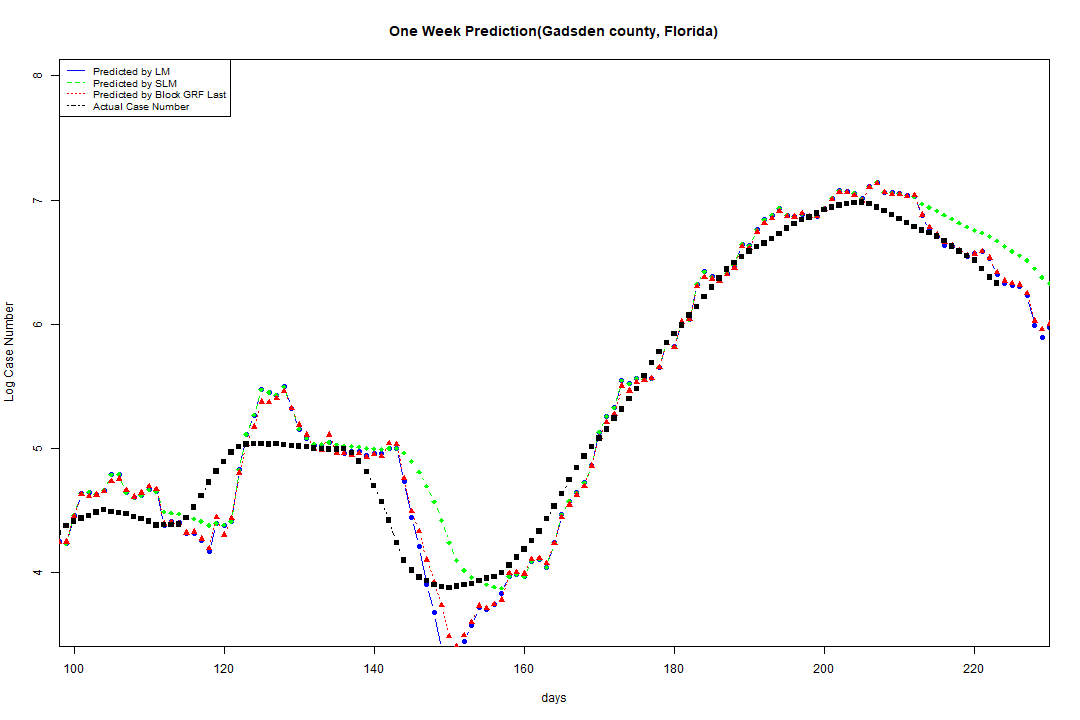 One Week Prediction(Gadsden county, Florida)
Predicted by LM
Predicted by SLM
Predicted by Block GRF Last
Actual Case Number
8
7
6
5
4
Log Case Number
100 120 140 160 180 200 220
days